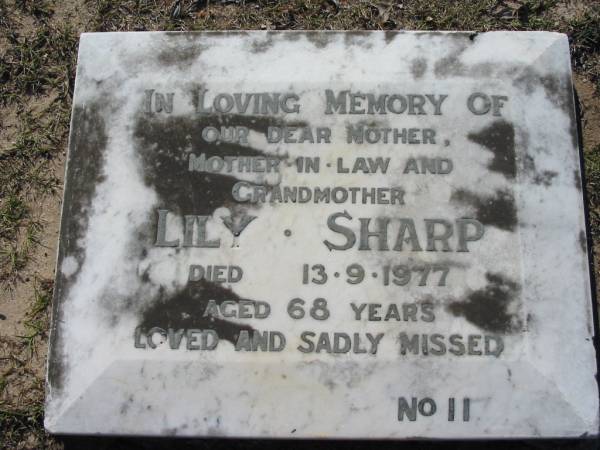 IN LOVING MEMORY OF
OUR DEAR MOTHER,
MOTHER-IN-LAW AND
GRANDMOTHER
LILY · SHARP
DIED 13·9·1977
AGED 68 YEARS
LOVED AND SADLY MISSED
NO 11